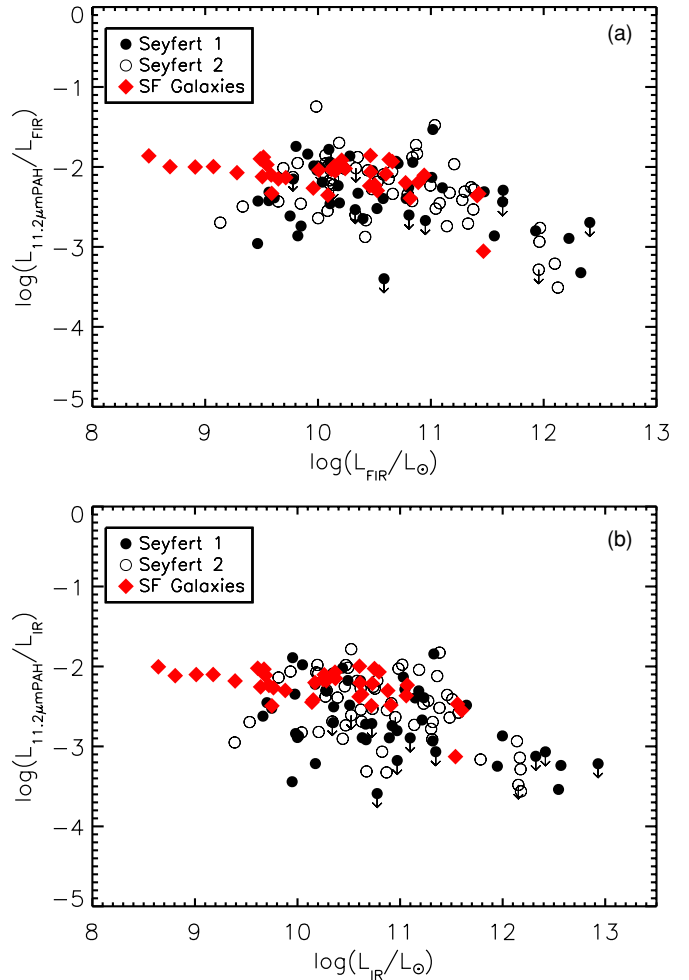 (a)
Seyfert 1
Seyfert 2
SF Galaxies
0
−1
−2
−3
−4
−5
log(L11.2μmPAH/LFIR)
8 9 10 11 12 13
log(LFIR/L⊙)
(b)
Seyfert 1
Seyfert 2
SF Galaxies
0
−1
−2
−3
−4
−5
log(L11.2μmPAH/LIR)
8 9 10 11 12 13
log(LIR/L⊙)